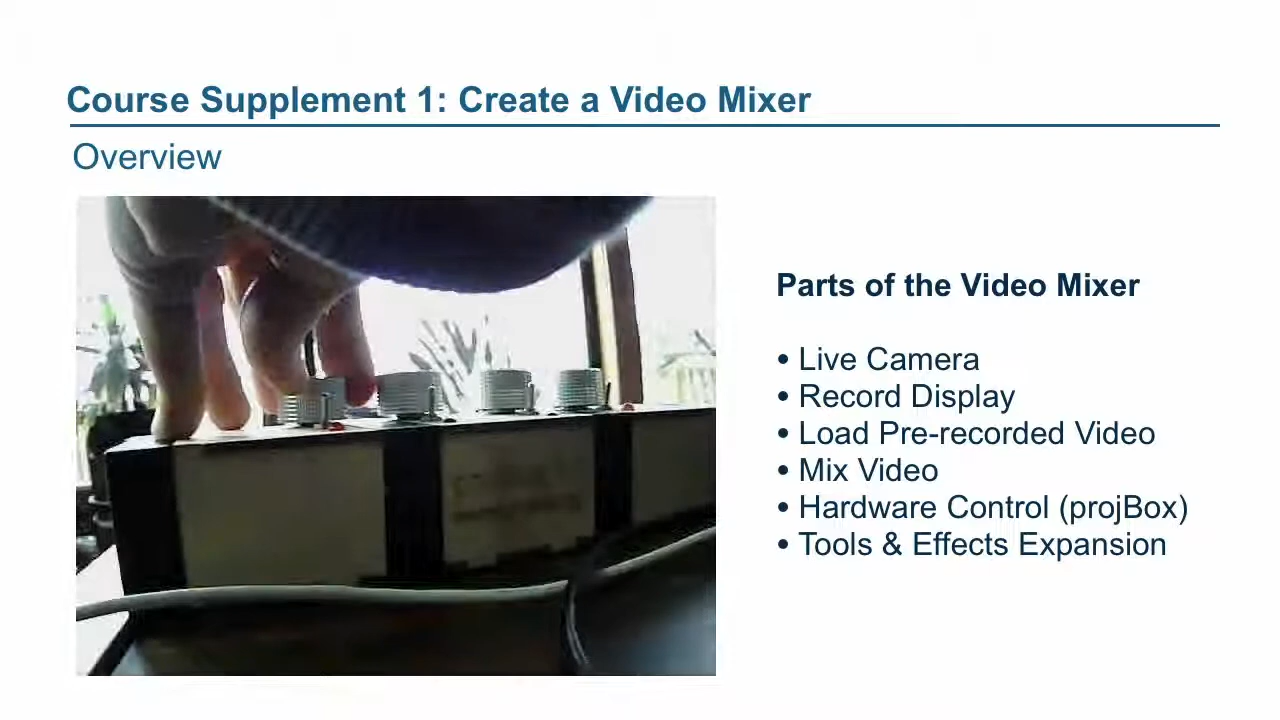 Course Supplement 1: Create a Video Mixer
Overview
Parts of the Video Mixer
• Live Camera
• Record Display
• Load Pre-recorded Video
• Mix Video
• Hardware Control (projBox)
• Tools & Effects Expansion